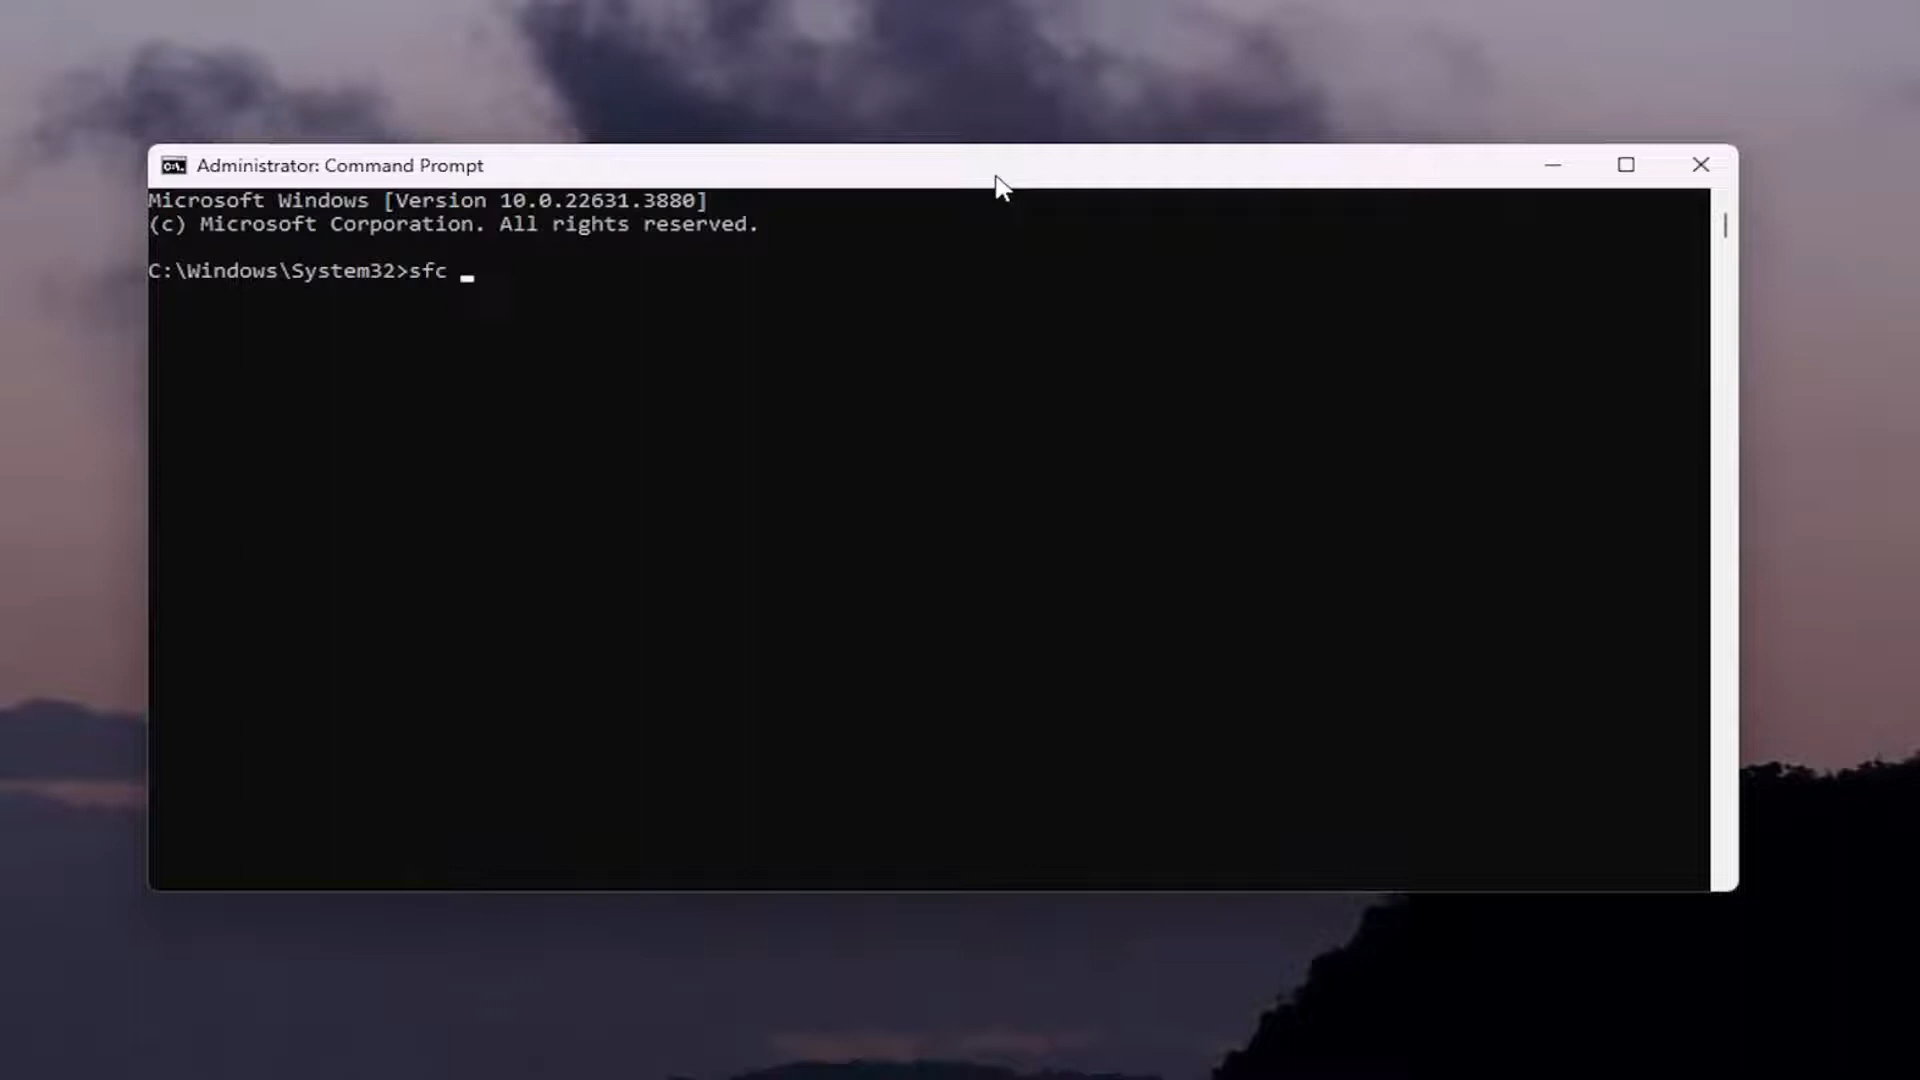 Administrator: Command Prompt
Microsoft Windows [Version 10.0.22631.3880]
(c) Microsoft Corporation. All rights reserved.
C:\Windows\System32>sfc